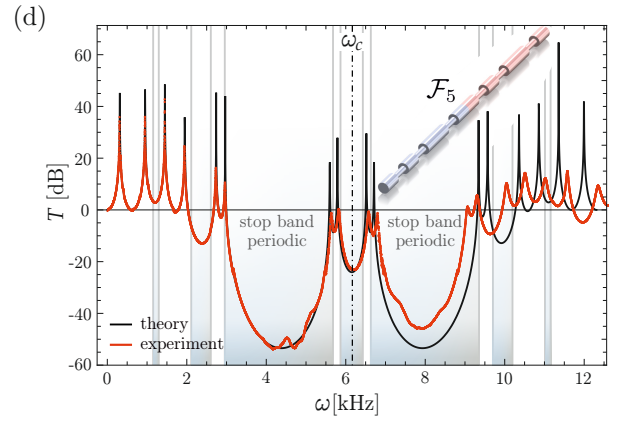 (d)
ω_c
60
40
20
0
-20
-40
-60
T [dB]
F₅
stop band
periodic
stop band
periodic
theory
experiment
0 2 4 6 8 10 12
ω[kHz]